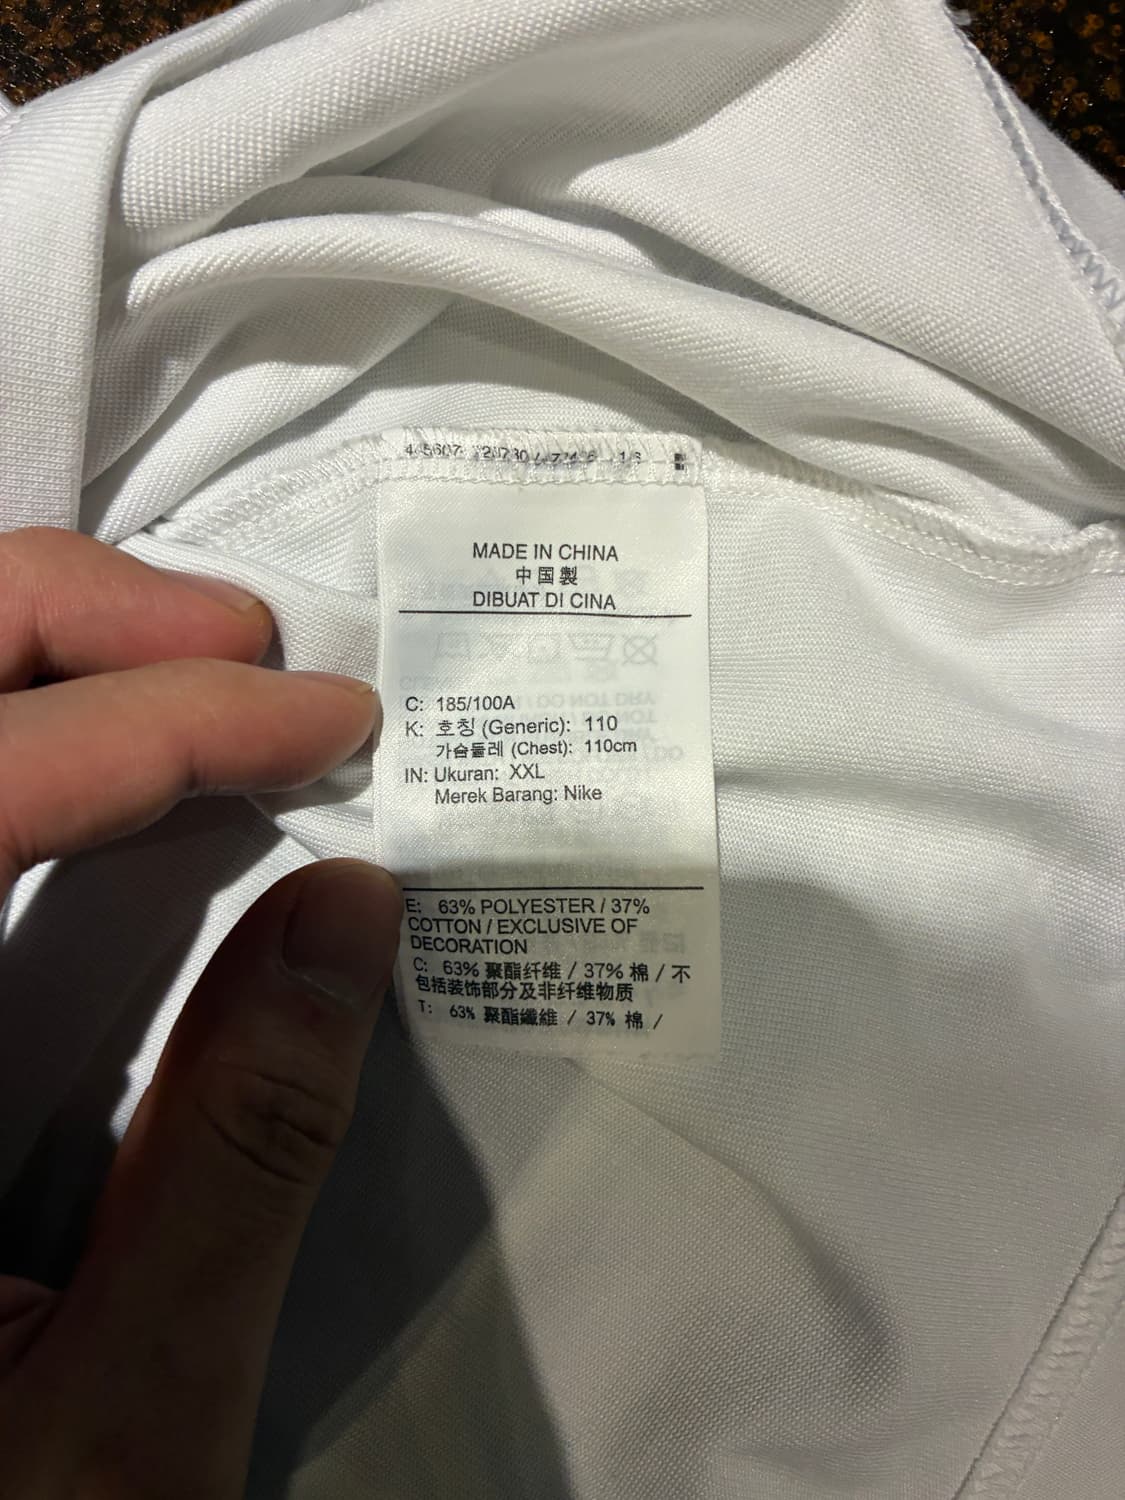 MADE IN CHINA
中国製
DIBUAT DI CINA
C: 185/100A
K: 호칭 (Generic): 110
가슴둘레 (Chest): 110cm
IN: Ukuran: XXL
Merek Barang: Nike
E: 63% POLYESTER / 37%
COTTON / EXCLUSIVE OF
DECORATION
C: 63% 聚酯纤维 / 37% 棉 / 不
包括装饰部分及非纤维物质
T: 63% 聚酯纖維 / 37% 棉 /